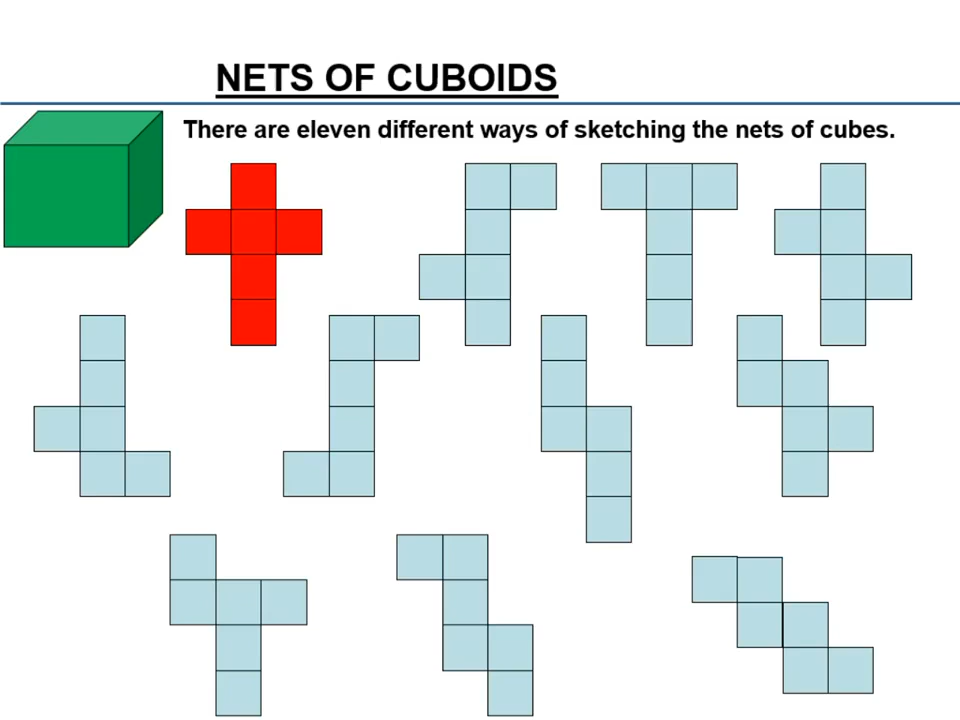 NETS OF CUBOIDS
There are eleven different ways of sketching the nets of cubes.